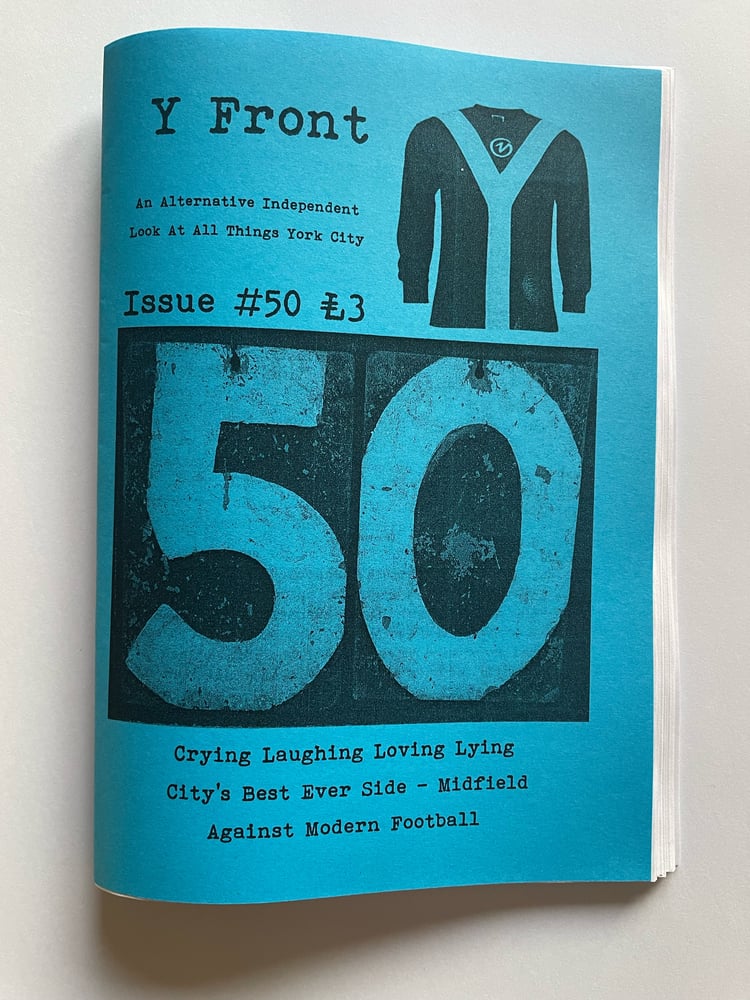 Y Front
An Alternative Independent
Look At All Things York City
Issue #50 £3
50
Crying Laughing Loving Lying
City's Best Ever Side - Midfield
Against Modern Football